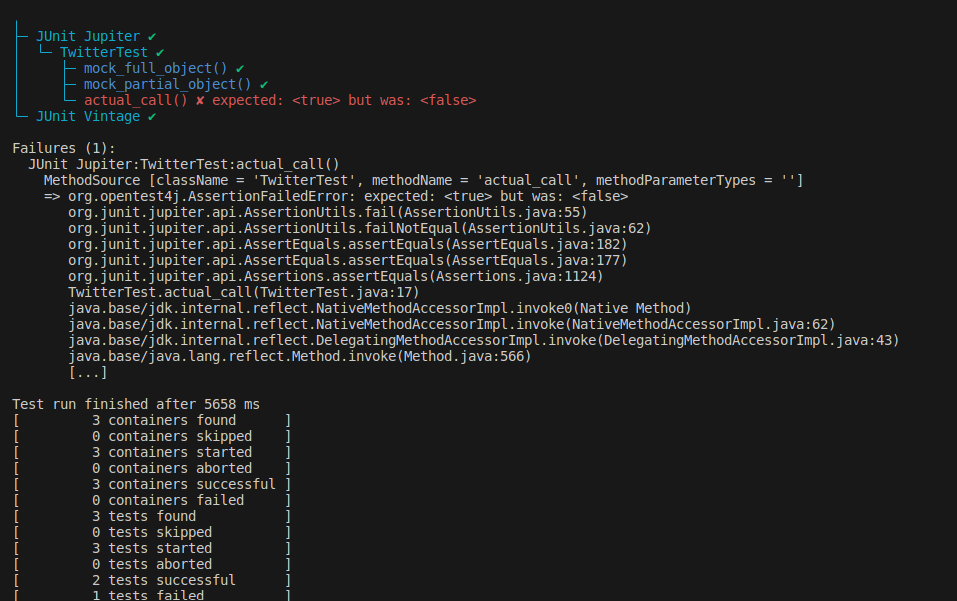 JUnit Jupiter ✔
TwitterTest ✔
mock_full_object() ✔
mock_partial_object() ✔
actual_call() ✘ expected: <true> but was: <false>
JUnit Vintage ✔
Failures (1):
JUnit Jupiter:TwitterTest:actual_call()
MethodSource [className = 'TwitterTest', methodName = 'actual_call', methodParameterTypes = '']
=> org.opentest4j.AssertionFailedError: expected: <true> but was: <false>
org.junit.jupiter.api.AssertionUtils.fail(AssertionUtils.java:55)
org.junit.jupiter.api.AssertionUtils.failNotEqual(AssertionUtils.java:62)
org.junit.jupiter.api.AssertEquals.assertEquals(AssertEquals.java:182)
org.junit.jupiter.api.AssertEquals.assertEquals(AssertEquals.java:177)
org.junit.jupiter.api.Assertions.assertEquals(Assertions.java:1124)
TwitterTest.actual_call(TwitterTest.java:17)
java.base/jdk.internal.reflect.NativeMethodAccessorImpl.invoke0(Native Method)
java.base/jdk.internal.reflect.NativeMethodAccessorImpl.invoke(NativeMethodAccessorImpl.java:62)
java.base/jdk.internal.reflect.DelegatingMethodAccessorImpl.invoke(DelegatingMethodAccessorImpl.java:43)
java.base/java.lang.reflect.Method.invoke(Method.java:566)
[...]
Test run finished after 5658 ms
[         3 containers found      ]
[         0 containers skipped    ]
[         3 containers started    ]
[         0 containers aborted    ]
[         3 containers successful ]
[         0 containers failed     ]
[         3 tests found           ]
[         0 tests skipped         ]
[         3 tests started         ]
[         0 tests aborted         ]
[         2 tests successful      ]
[         1 tests failed          ]